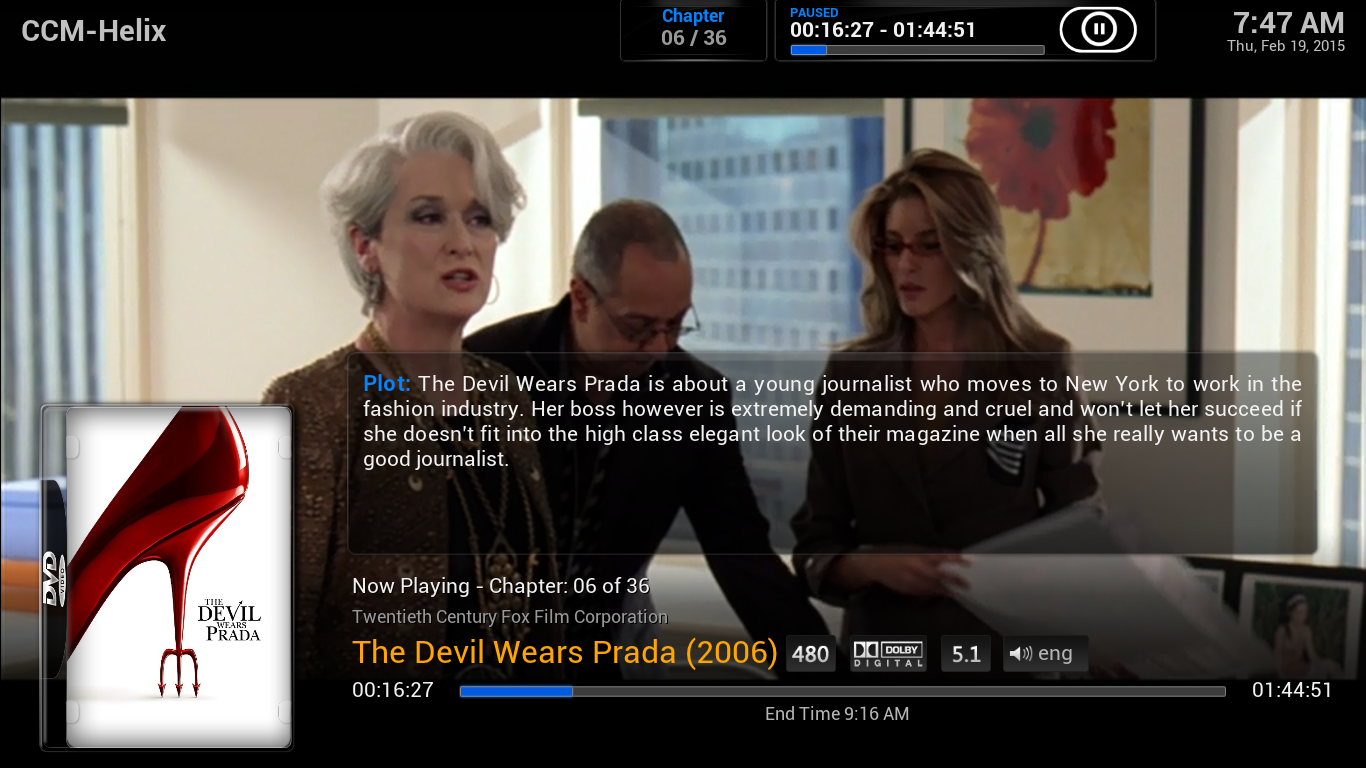 CCM-Helix
Chapter
06 / 36
PAUSED
00:16:27 - 01:44:51
7:47 AM
Thu, Feb 19, 2015
Plot: The Devil Wears Prada is about a young journalist who moves to New York to work in the
fashion industry. Her boss however is extremely demanding and cruel and won't let her succeed if
she doesn't fit into the high class elegant look of their magazine when all she really wants to be a
good journalist.
DVD
VIDEO
THE
DEVIL
WEARS
PRADA
Now Playing - Chapter: 06 of 36
Twentieth Century Fox Film Corporation
The Devil Wears Prada (2006) 480 DOLBY DIGITAL 5.1 eng
00:16:27 01:44:51
End Time 9:16 AM